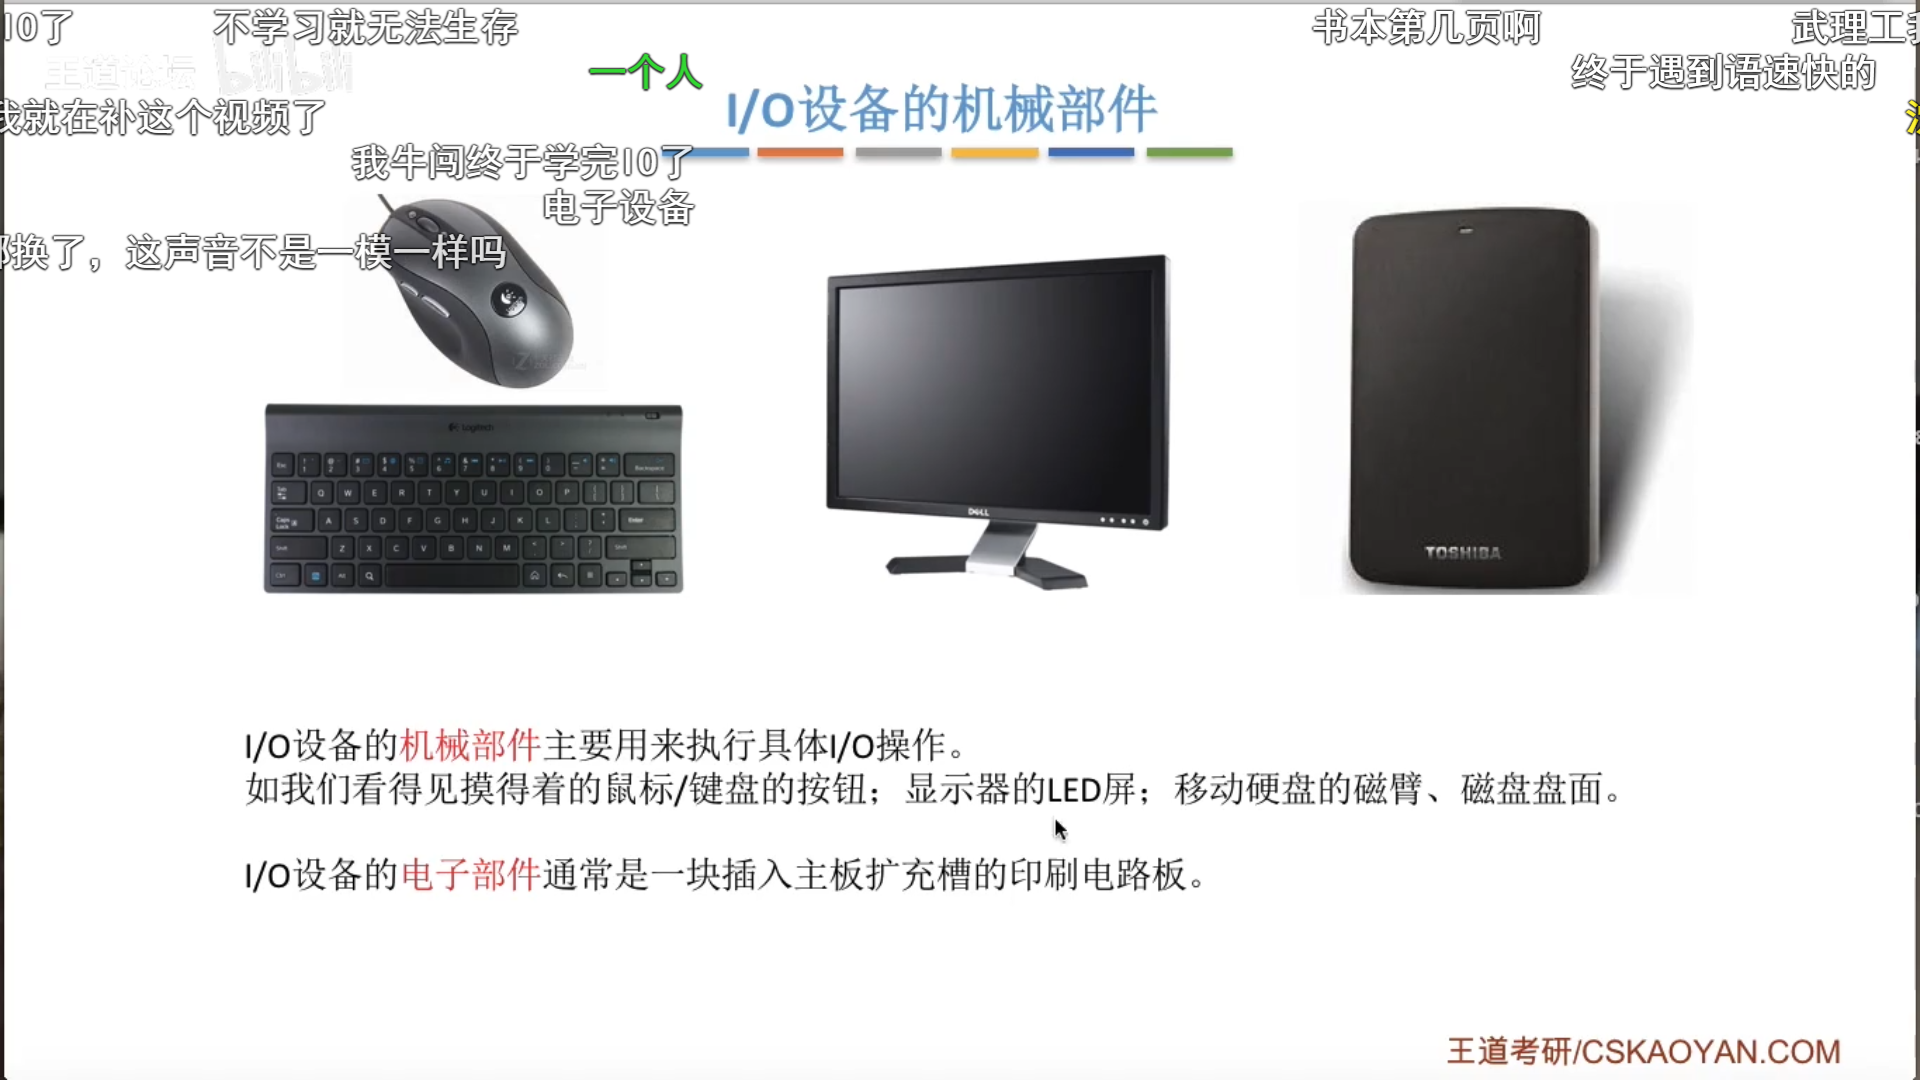 IO了
不学习就无法生存
书本第几页啊
武理工
王道论坛
bilibili
一个人
终于遇到语速快的
我就在补这个视频了
I/O设备的机械部件
我牛闯终于学完IO了
电子设备
换了，这声音不是一模一样吗
Logitech
DELL
TOSHIBA
I/O设备的机械部件主要用来执行具体I/O操作。
如我们看得见摸得着的鼠标/键盘的按钮；显示器的LED屏；移动硬盘的磁臂、磁盘盘面。
I/O设备的电子部件通常是一块插入主板扩充槽的印刷电路板。
王道考研/CSKAOYAN.COM